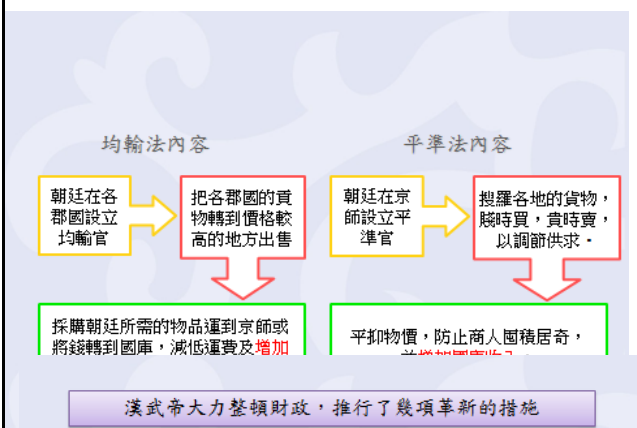 均輸法內容
平準法內容
朝廷在各
郡國設立
均輸官
把各郡國的貢
物轉到價格較
高的地方出售
朝廷在京
師設立平
準官
搜羅各地的貨物，
賤時買，貴時賣，
以調節供求。
採購朝廷所需的物品運到京師或
將錢轉到國庫，減低運費及增加
平抑物價，防止商人囤積居奇，
漢武帝大力整頓財政，推行了幾項革新的措施